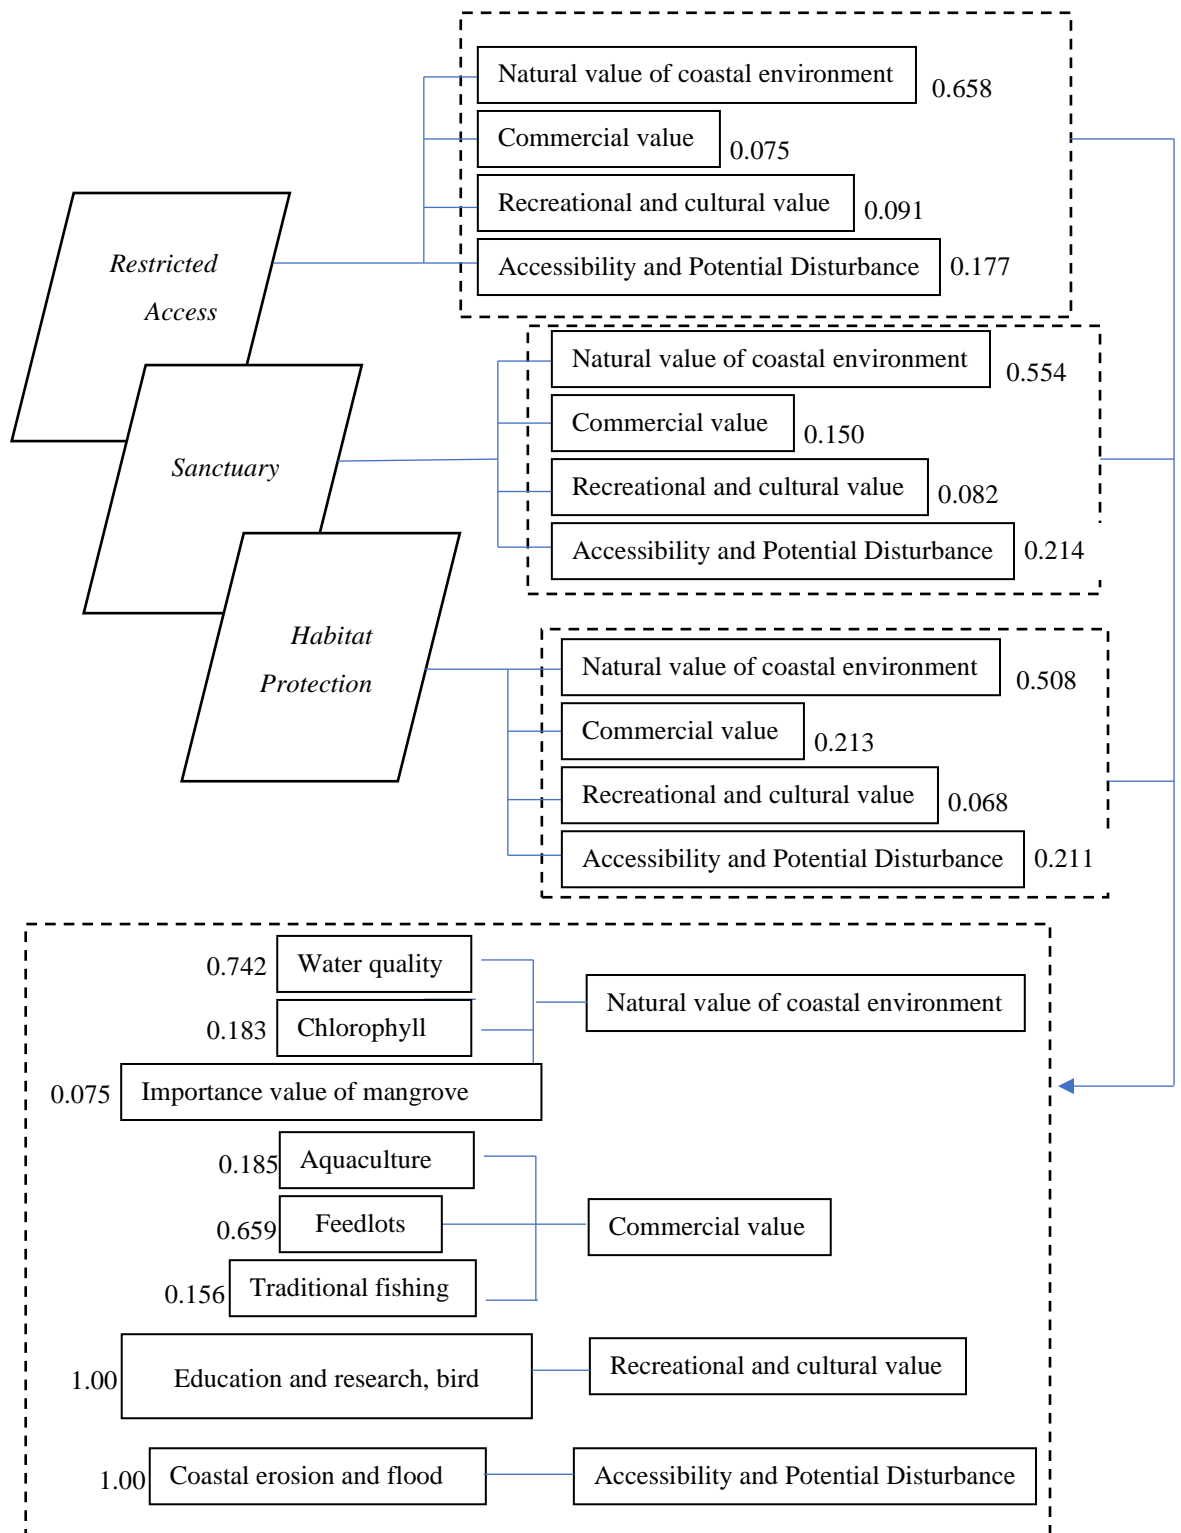 Natural value of coastal environment
0.658
Commercial value
0.075
Recreational and cultural value
0.091
Accessibility and Potential Disturbance
0.177
Restricted
Access
Natural value of coastal environment
0.554
Commercial value
0.150
Recreational and cultural value
0.082
Accessibility and Potential Disturbance
0.214
Sanctuary
Habitat
Protection
Natural value of coastal environment
0.508
Commercial value
0.213
Recreational and cultural value
0.068
Accessibility and Potential Disturbance
0.211
0.742
Water quality
0.183
Chlorophyll
0.075
Importance value of mangrove
Natural value of coastal environment
0.185
Aquaculture
0.659
Feedlots
0.156
Traditional fishing
Commercial value
1.00
Education and research, bird
Recreational and cultural value
1.00
Coastal erosion and flood
Accessibility and Potential Disturbance